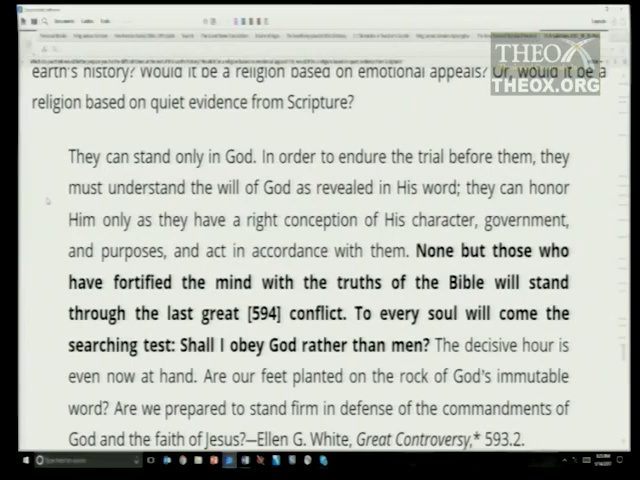 THEOX
THEOX.ORG
earth's history? Would it be a religion based on emotional appeals? Or, would it be a
religion based on quiet evidence from Scripture?
They can stand only in God. In order to endure the trial before them, they
must understand the will of God as revealed in His word; they can honor
Him only as they have a right conception of His character, government,
and purposes, and act in accordance with them. None but those who
have fortified the mind with the truths of the Bible will stand
through the last great [594] conflict. To every soul will come the
searching test: Shall I obey God rather than men? The decisive hour is
even now at hand. Are our feet planted on the rock of God's immutable
word? Are we prepared to stand firm in defense of the commandments of
God and the faith of Jesus?—Ellen G. White, Great Controversy,* 593.2.